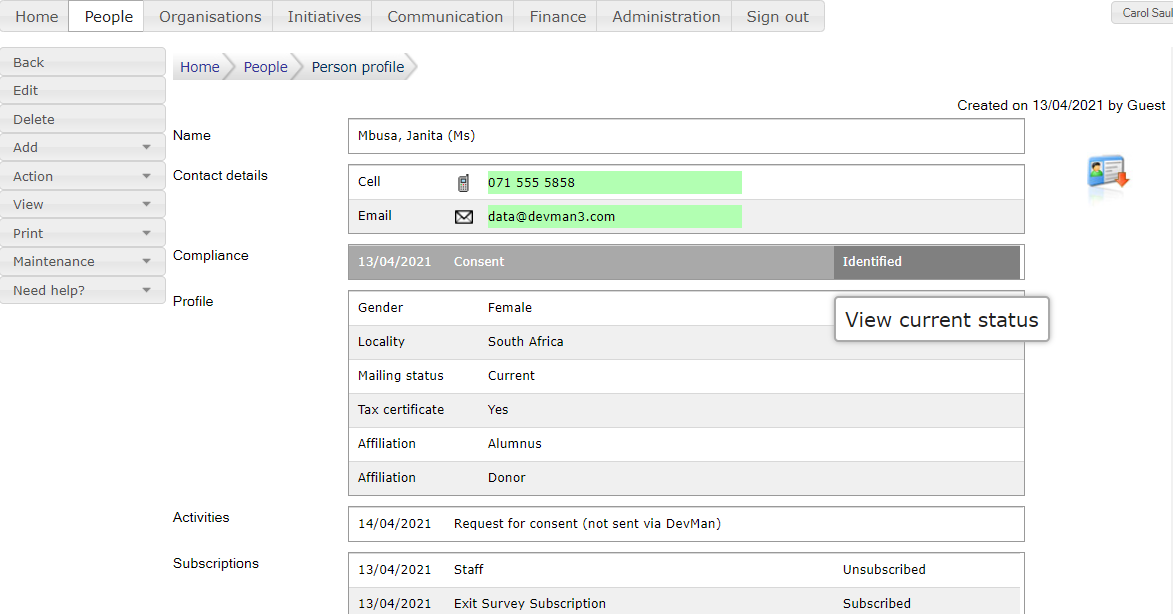 Home People Organisations Initiatives Communication Finance Administration Sign out
Carol Saul
Back
Edit
Delete
Add
Action
View
Print
Maintenance
Need help?
Home People Person profile
Created on 13/04/2021 by Guest
Name Mbusa, Janita (Ms)
Contact details Cell 071 555 5858
Email data@devman3.com
Compliance 13/04/2021 Consent Identified
View current status
Profile Gender Female
Locality South Africa
Mailing status Current
Tax certificate Yes
Affiliation Alumnus
Affiliation Donor
Activities 14/04/2021 Request for consent (not sent via DevMan)
Subscriptions 13/04/2021 Staff Unsubscribed
13/04/2021 Exit Survey Subscription Subscribed